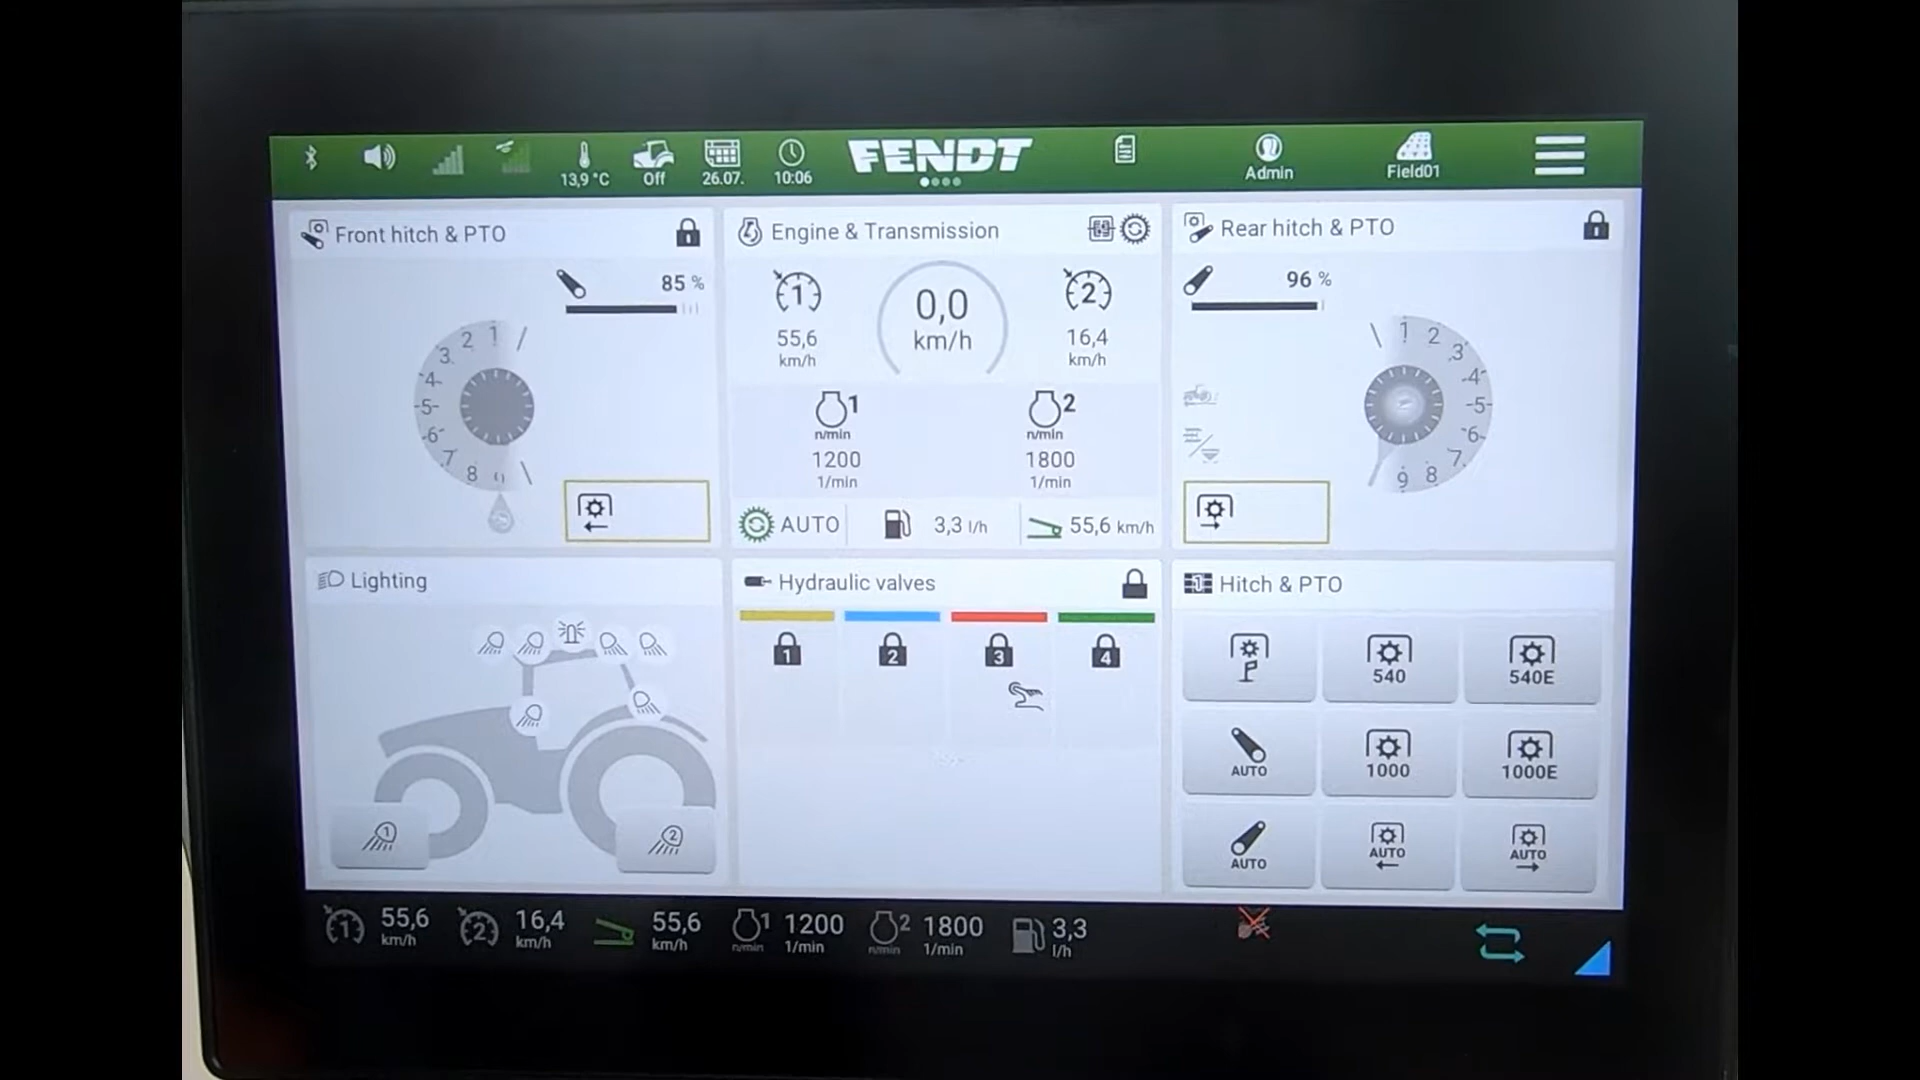 13,9 °C
Off
26.07.
10:06
FENDT
Admin
Field01
Front hitch & PTO
85 %
1
2
3
4
5
6
7
8
Engine & Transmission
1
55,6
km/h
0,0
km/h
2
16,4
km/h
1
n/min
1200
1/min
2
n/min
1800
1/min
AUTO
3,3 l/h
55,6 km/h
Rear hitch & PTO
96 %
1
2
3
4
5
6
7
8
9
Lighting
1
2
Hydraulic valves
1
2
3
4
1 Hitch & PTO
540
540E
AUTO
1000
1000E
AUTO
AUTO
AUTO
1 55,6
km/h
2 16,4
km/h
55,6
km/h
1 1200
n/min 1/min
2 1800
n/min 1/min
3,3
l/h